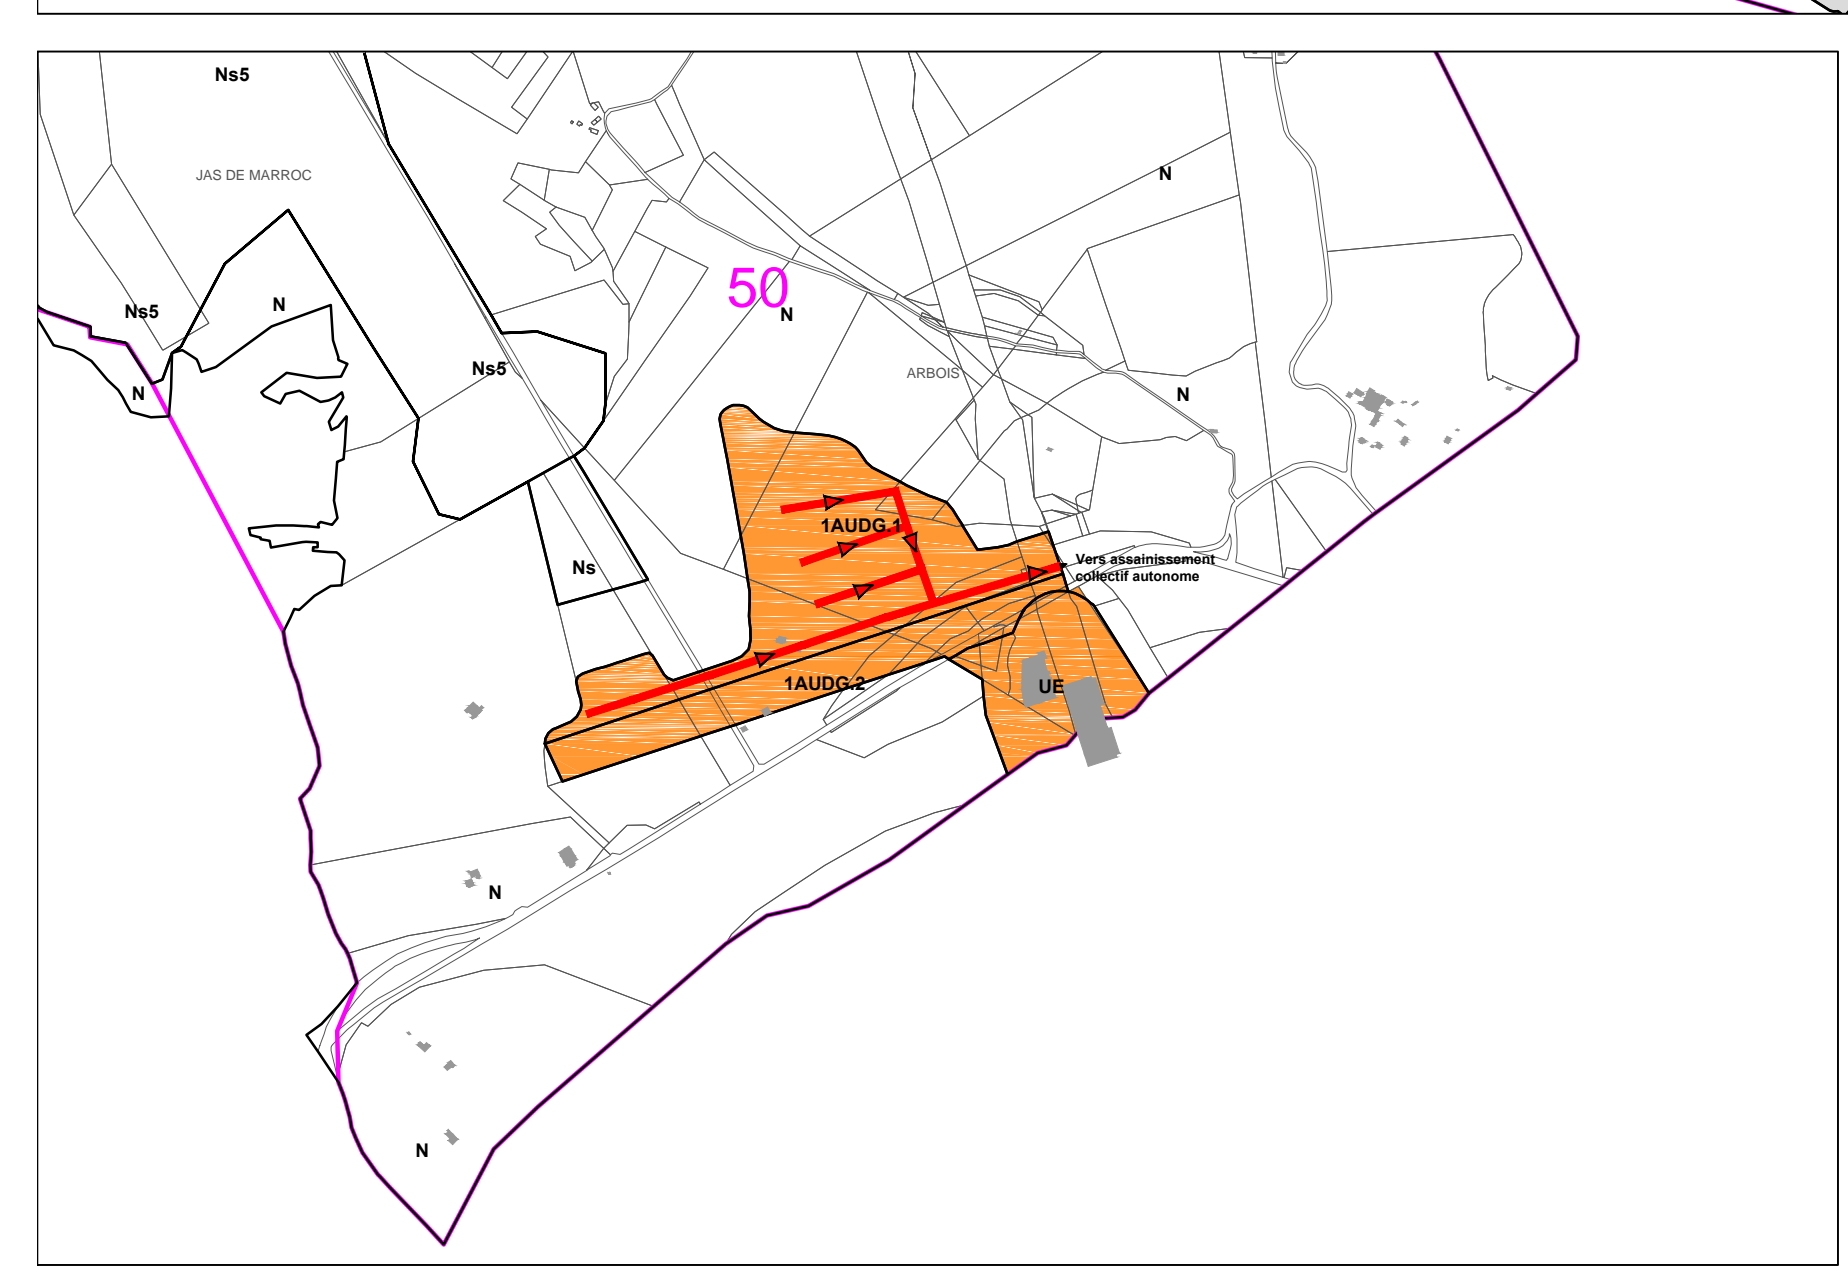 Ns5
N
JAS DE MARROC
50
N
Ns5
N
Ns5
ARBOIS
N
N
1AUDG.1
Vers assainissement
collectif autonome
Ns
1AUDG.2
UE
N
N